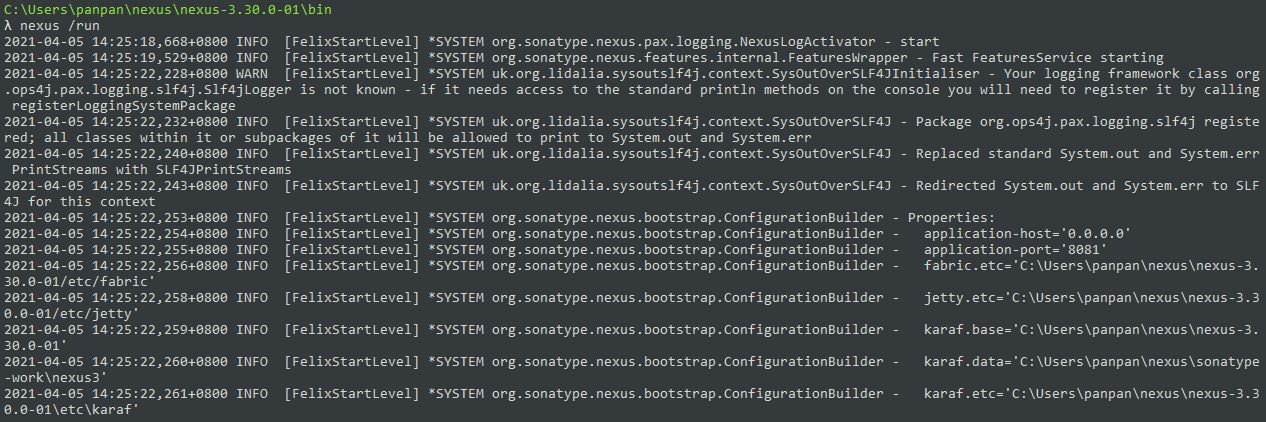 C:\Users\panpan\nexus\nexus-3.30.0-01\bin
λ nexus /run
2021-04-05 14:25:18,668+0800 INFO  [FelixStartLevel] *SYSTEM org.sonatype.nexus.pax.logging.NexusLogActivator - start
2021-04-05 14:25:19,529+0800 INFO  [FelixStartLevel] *SYSTEM org.sonatype.nexus.features.internal.FeaturesWrapper - Fast FeaturesService starting
2021-04-05 14:25:22,228+0800 WARN  [FelixStartLevel] *SYSTEM uk.org.lidalia.sysoutslf4j.context.SysOutOverSLF4JInitialiser - Your logging framework class org
.ops4j.pax.logging.slf4j.Slf4jLogger is not known - if it needs access to the standard println methods on the console you will need to register it by calling
 registerLoggingSystemPackage
2021-04-05 14:25:22,232+0800 INFO  [FelixStartLevel] *SYSTEM uk.org.lidalia.sysoutslf4j.context.SysOutOverSLF4J - Package org.ops4j.pax.logging.slf4j registe
red; all classes within it or subpackages of it will be allowed to print to System.out and System.err
2021-04-05 14:25:22,240+0800 INFO  [FelixStartLevel] *SYSTEM uk.org.lidalia.sysoutslf4j.context.SysOutOverSLF4J - Replaced standard System.out and System.err
 PrintStreams with SLF4JPrintStreams
2021-04-05 14:25:22,243+0800 INFO  [FelixStartLevel] *SYSTEM uk.org.lidalia.sysoutslf4j.context.SysOutOverSLF4J - Redirected System.out and System.err to SLF
4J for this context
2021-04-05 14:25:22,253+0800 INFO  [FelixStartLevel] *SYSTEM org.sonatype.nexus.bootstrap.ConfigurationBuilder - Properties:
2021-04-05 14:25:22,254+0800 INFO  [FelixStartLevel] *SYSTEM org.sonatype.nexus.bootstrap.ConfigurationBuilder -   application-host='0.0.0.0'
2021-04-05 14:25:22,255+0800 INFO  [FelixStartLevel] *SYSTEM org.sonatype.nexus.bootstrap.ConfigurationBuilder -   application-port='8081'
2021-04-05 14:25:22,256+0800 INFO  [FelixStartLevel] *SYSTEM org.sonatype.nexus.bootstrap.ConfigurationBuilder -   fabric.etc='C:\Users\panpan\nexus\nexus-3.
30.0-01/etc/fabric'
2021-04-05 14:25:22,258+0800 INFO  [FelixStartLevel] *SYSTEM org.sonatype.nexus.bootstrap.ConfigurationBuilder -   jetty.etc='C:\Users\panpan\nexus\nexus-3.3
0.0-01/etc/jetty'
2021-04-05 14:25:22,259+0800 INFO  [FelixStartLevel] *SYSTEM org.sonatype.nexus.bootstrap.ConfigurationBuilder -   karaf.base='C:\Users\panpan\nexus\nexus-3.
30.0-01'
2021-04-05 14:25:22,260+0800 INFO  [FelixStartLevel] *SYSTEM org.sonatype.nexus.bootstrap.ConfigurationBuilder -   karaf.data='C:\Users\panpan\nexus\sonatype
-work\nexus3'
2021-04-05 14:25:22,261+0800 INFO  [FelixStartLevel] *SYSTEM org.sonatype.nexus.bootstrap.ConfigurationBuilder -   karaf.etc='C:\Users\panpan\nexus\nexus-3.3
0.0-01\etc\karaf'